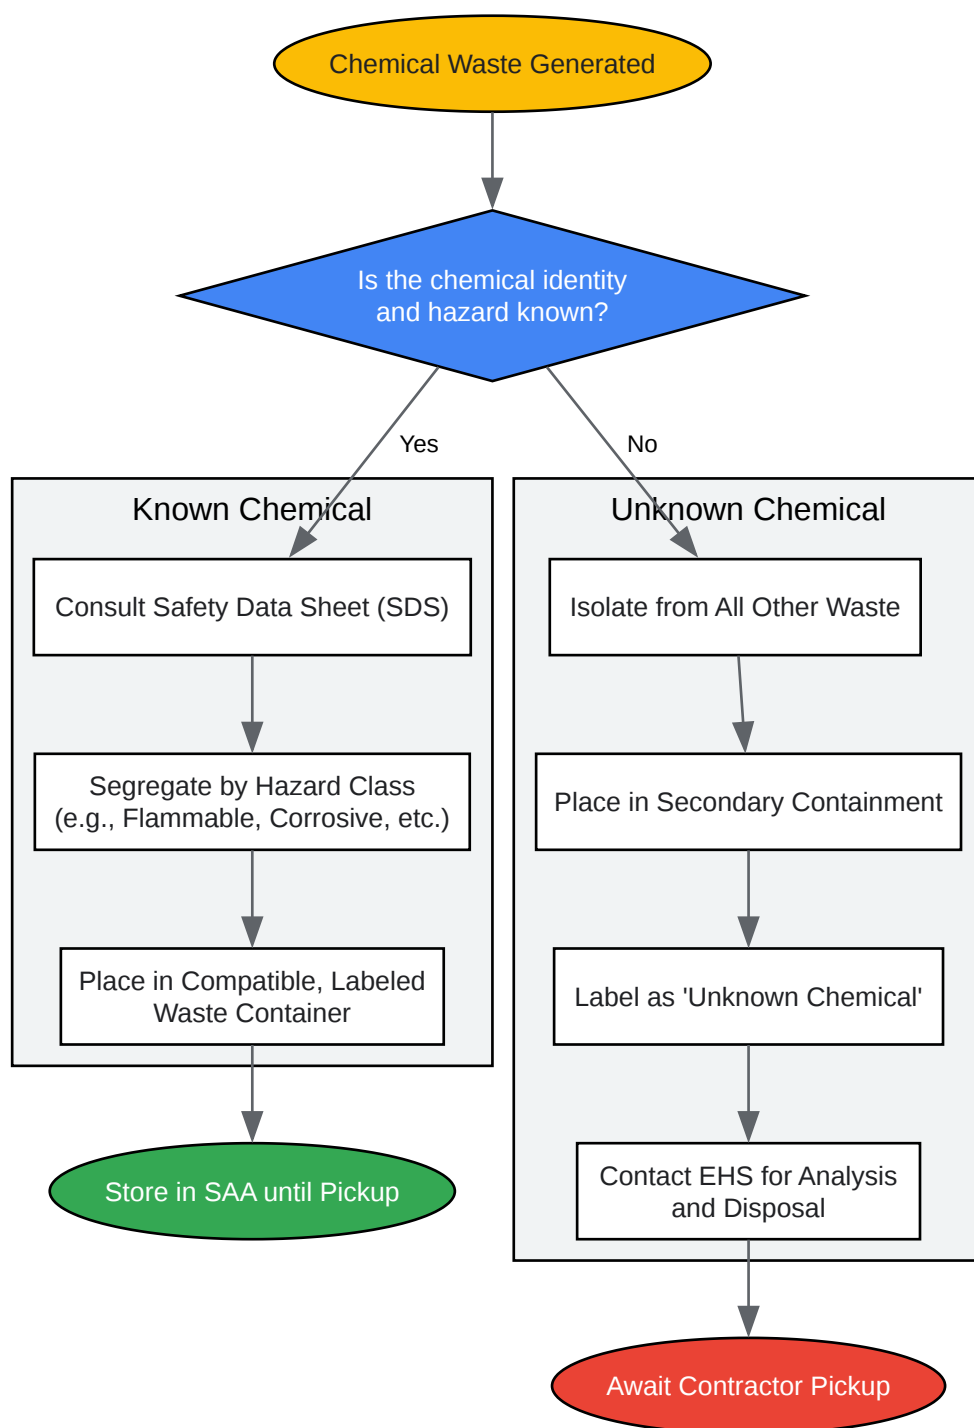 Chemical Waste Generated
Is the chemical identity
and hazard known?
Yes
No
Known Chemical
Consult Safety Data Sheet (SDS)
Segregate by Hazard Class
(e.g., Flammable, Corrosive, etc.)
Place in Compatible, Labeled
Waste Container
Store in SAA until Pickup
Unknown Chemical
Isolate from All Other Waste
Place in Secondary Containment
Label as 'Unknown Chemical'
Contact EHS for Analysis
and Disposal
Await Contractor Pickup